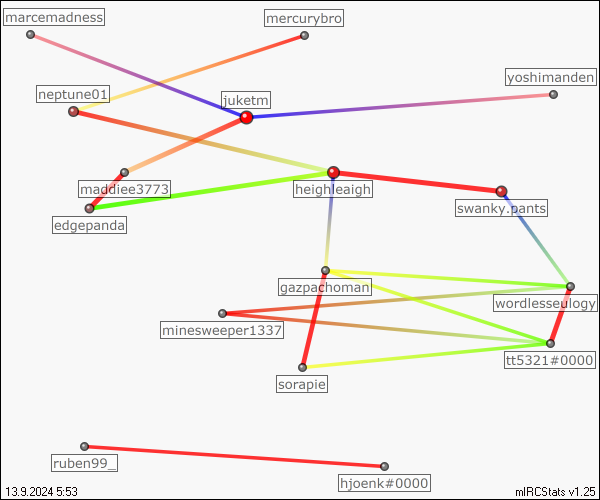 marcemadness
mercurybro
yoshimanden
neptune01
juketm
maddiee3773
heighleaigh
swanky.pants
edgepanda
gazpachoman
wordlesseulogy
minesweeper1337
tt5321#0000
sorapie
ruben99_
hjoenk#0000
13.9.2024 5:53
mIRCStats v1.25